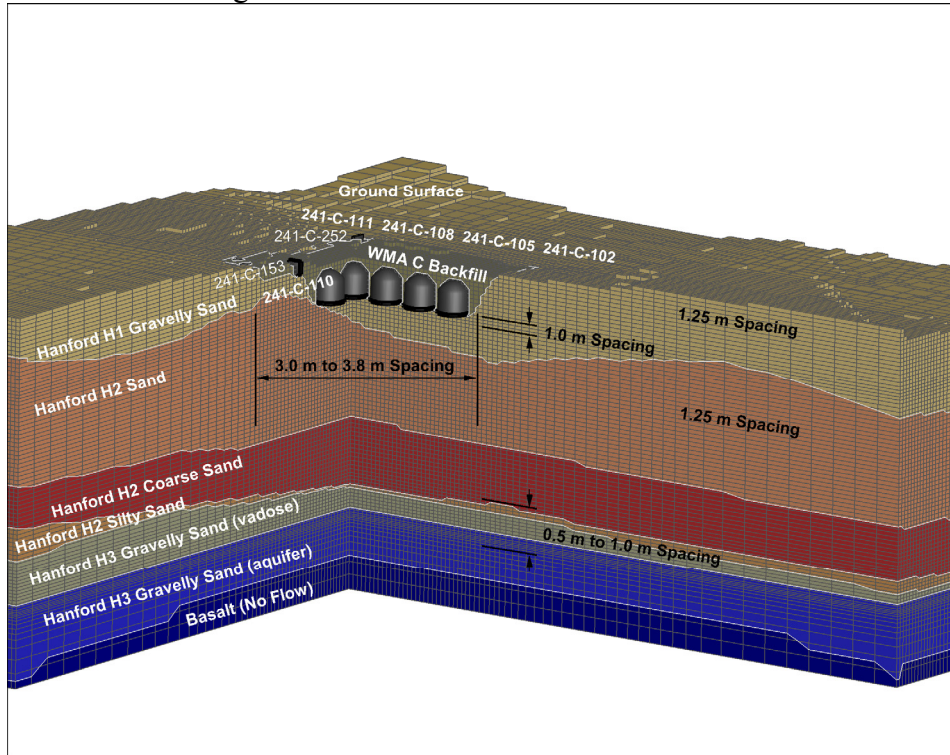 Ground Surface
241-C-111 241-C-108 241-C-105 241-C-102
241-C-252
WMA C Backfill
241-C-153
241-C-110
Hanford H1 Gravelly Sand
1.25 m Spacing
1.0 m Spacing
3.0 m to 3.8 m Spacing
Hanford H2 Sand
1.25 m Spacing
Hanford H2 Coarse Sand
Hanford H2 Silty Sand
0.5 m to 1.0 m Spacing
Hanford H3 Gravelly Sand (vadose)
Hanford H3 Gravelly Sand (aquifer)
Basalt (No Flow)